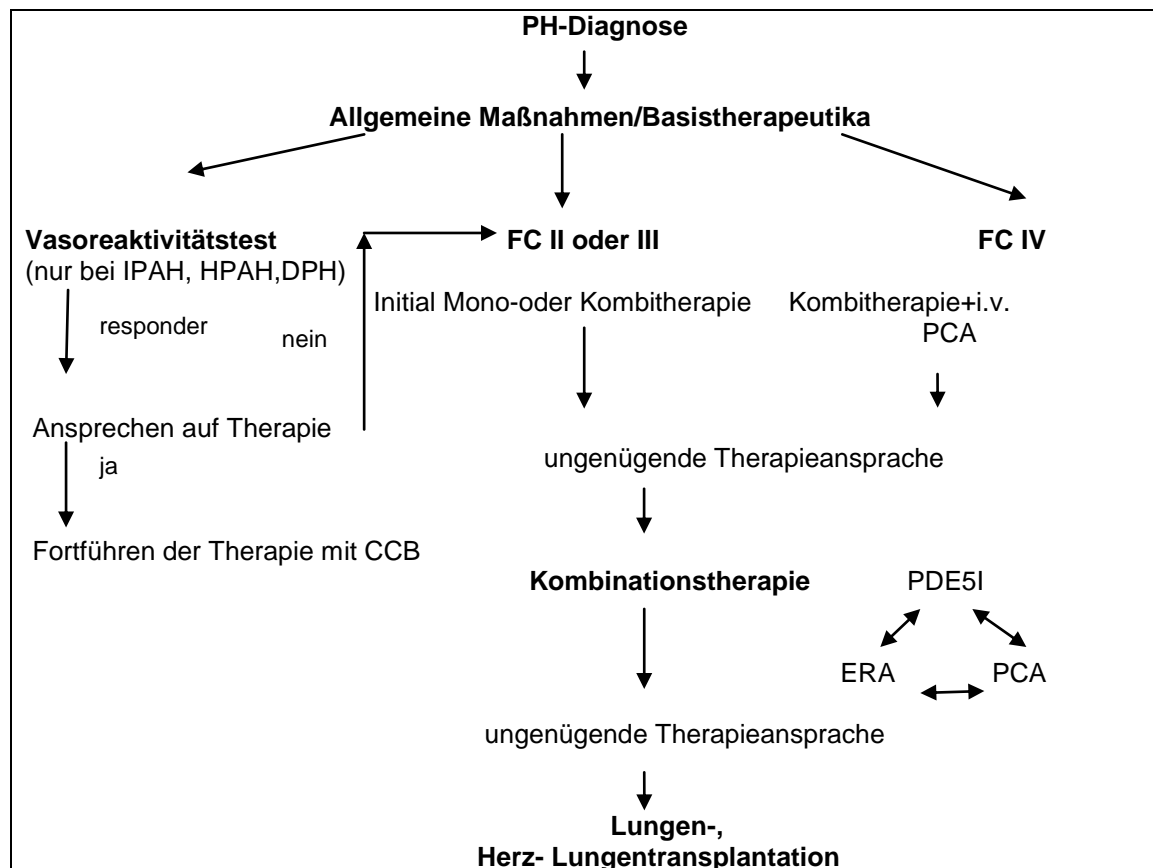 PH-Diagnose
Allgemeine Maßnahmen/Basistherapeutika
Vasoreaktivitätstest
(nur bei IPAH, HPAH,DPH)
responder
nein
Ansprechen auf Therapie
ja
Fortführen der Therapie mit CCB
FC II oder III
Initial Mono-oder Kombitherapie
FC IV
Kombitherapie+i.v.
PCA
ungenügende Therapieansprache
Kombinationstherapie
PDE5I
ERA
PCA
ungenügende Therapieansprache
Lungen-,
Herz- Lungentransplantation